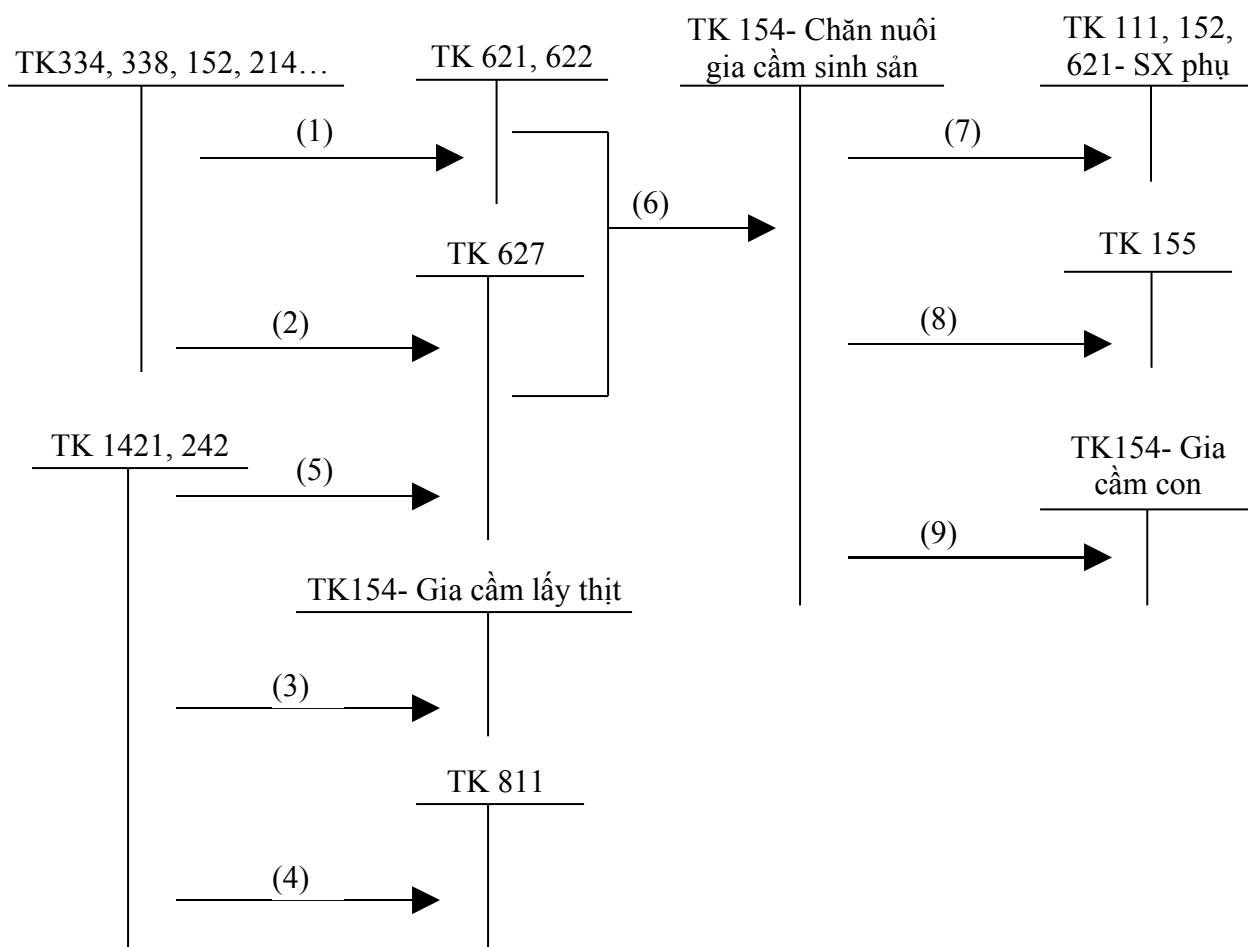 TK334, 338, 152, 214…
TK 621, 622
TK 154- Chăn nuôi
gia cầm sinh sản
TK 111, 152,
621- SX phụ
(1)
(7)
(6)
TK 627
TK 155
(2)
(8)
TK 1421, 242
(5)
TK154- Gia
cầm con
(9)
TK154- Gia cầm lấy thịt
(3)
TK 811
(4)